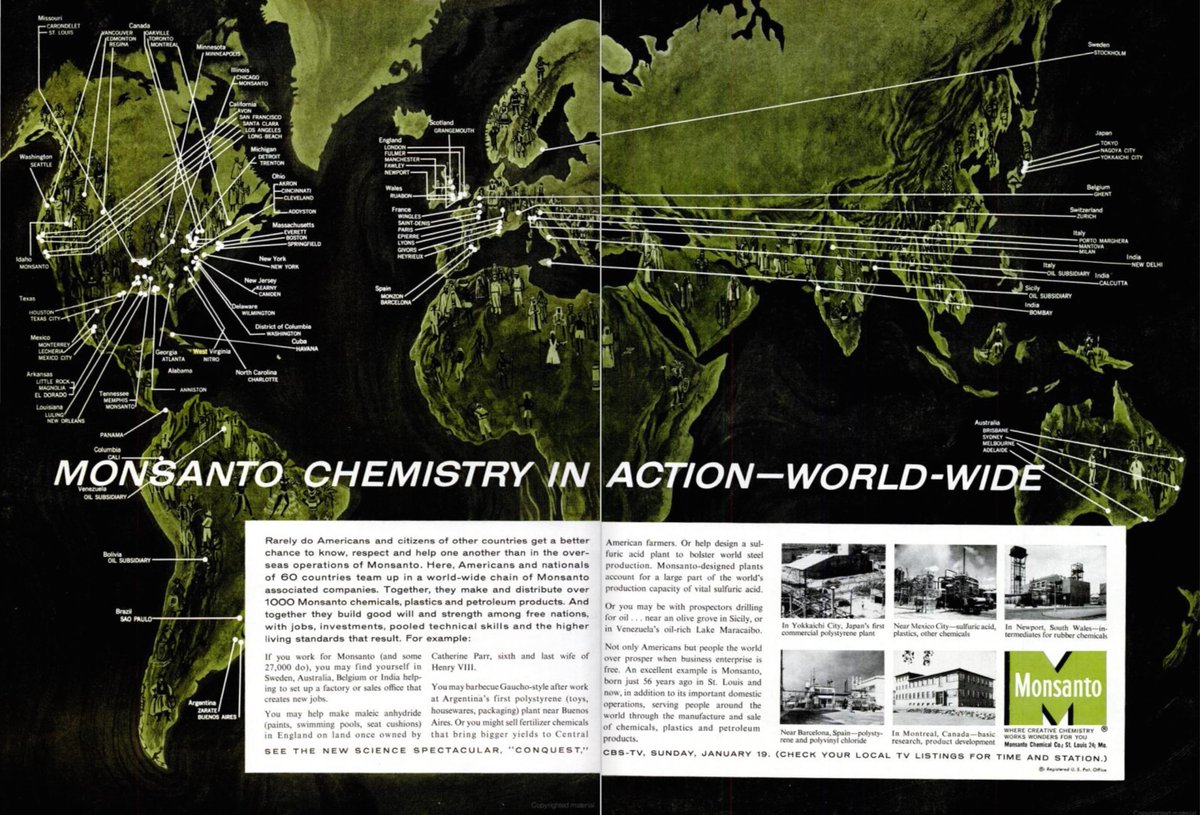 Missouri
CARONDELET
ST. LOUIS
Canada
VANCOUVER
EDMONTON
REGINA
OAKVILLE
TORONTO
MONTREAL
Minnesota
MINNEAPOLIS
Illinois
CHICAGO
MONSANTO
California
AVON
SAN FRANCISCO
SANTA CLARA
LOS ANGELES
LONG BEACH
Michigan
DETROIT
TRENTON
Washington
SEATTLE
Ohio
AKRON
CINCINNATI
CLEVELAND
ADDYSTON
Massachusetts
EVERETT
BOSTON
SPRINGFIELD
Idaho
MONSANTO
New York
NEW YORK
New Jersey
KEARNY
CAMDEN
Delaware
WILMINGTON
District of Columbia
WASHINGTON
Cuba
HAVANA
Texas
HOUSTON
TEXAS CITY
Mexico
MONTERREY
LECHERIA
MEXICO CITY
Georgia
ATLANTA
West Virginia
NITRO
Alabama
ANNISTON
North Carolina
CHARLOTTE
Arkansas
LITTLE ROCK
MAGNOLIA
EL DORADO
Tennessee
MEMPHIS
MONSANTO
Louisiana
LULING
NEW ORLEANS
PANAMA
Columbia
CALI
Venezuela
OIL SUBSIDIARY
Bolivia
OIL SUBSIDIARY
Brazil
SAO PAULO
Argentina
ZARATE
BUENOS AIRES
Scotland
GRANGEMOUTH
England
LONDON
FULMER
MANCHESTER
FAWLEY
NEWPORT
Wales
RUABON
France
WINGLES
SAINT-DENIS
PARIS
EPIERRE
LYONS
GIVORS
HEYRIEUX
Spain
MONZON
BARCELONA
Sweden
STOCKHOLM
Japan
TOKYO
NAGOYA CITY
YOKKAICHI CITY
Belgium
GHENT
Switzerland
ZURICH
Italy
PORTO MARGHERA
MANTOVA
MILAN
India
NEW DELHI
Italy
OIL SUBSIDIARY
India
CALCUTTA
Sicily
OIL SUBSIDIARY
India
BOMBAY
Australia
BRISBANE
SYDNEY
MELBOURNE
ADELAIDE
MONSANTO CHEMISTRY IN ACTION—WORLD-WIDE
Rarely do Americans and citizens of other countries get a better
chance to know, respect and help one another than in the over-
seas operations of Monsanto. Here, Americans and nationals
of 60 countries team up in a world-wide chain of Monsanto
associated companies. Together, they make and distribute over
1000 Monsanto chemicals, plastics and petroleum products. And
together they build good will and strength among free nations,
with jobs, investments, pooled technical skills and the higher
living standards that result. For example:
If you work for Monsanto (and some
27,000 do), you may find yourself in
Sweden, Australia, Belgium or India help-
ing to set up a factory or sales office that
creates new jobs.
You may help make maleic anhydride
(paints, swimming pools, seat cushions)
in England on land once owned by
Catherine Parr, sixth and last wife of
Henry VIII.
You may barbecue Gaucho-style after work
at Argentina's first polystyrene (toys,
housewares, packaging) plant near Buenos
Aires. Or you might sell fertilizer chemicals
that bring bigger yields to Central
American farmers. Or help design a sul-
furic acid plant to bolster world steel
production. Monsanto-designed plants
account for a large part of the world's
production capacity of vital sulfuric acid.
Or you may be with prospectors drilling
for oil . . . near an olive grove in Sicily, or
in Venezuela's oil-rich Lake Maracaibo.
Not only Americans but people the world
over prosper when business enterprise is
free. An excellent example is Monsanto,
born just 56 years ago in St. Louis and
now, in addition to its important domestic
operations, serving people around the
world through the manufacture and sale
of chemicals, plastics and petroleum
products.
In Yokkaichi City, Japan's first
commercial polystyrene plant
Near Mexico City—sulfuric acid,
plastics, other chemicals
In Newport, South Wales—in-
termediates for rubber chemicals
Near Barcelona, Spain—polysty-
rene and polyvinyl chloride
In Montreal, Canada—basic
research, product development
Monsanto
®
WHERE CREATIVE CHEMISTRY
WORKS WONDERS FOR YOU
Monsanto Chemical Co.; St. Louis 24; Mo.
SEE THE NEW SCIENCE SPECTACULAR, "CONQUEST," CBS-TV, SUNDAY, JANUARY 19. (CHECK YOUR LOCAL TV LISTINGS FOR TIME AND STATION.)
® Registered U. S. Pat. Office
Copyrighted material
Copyrighted material